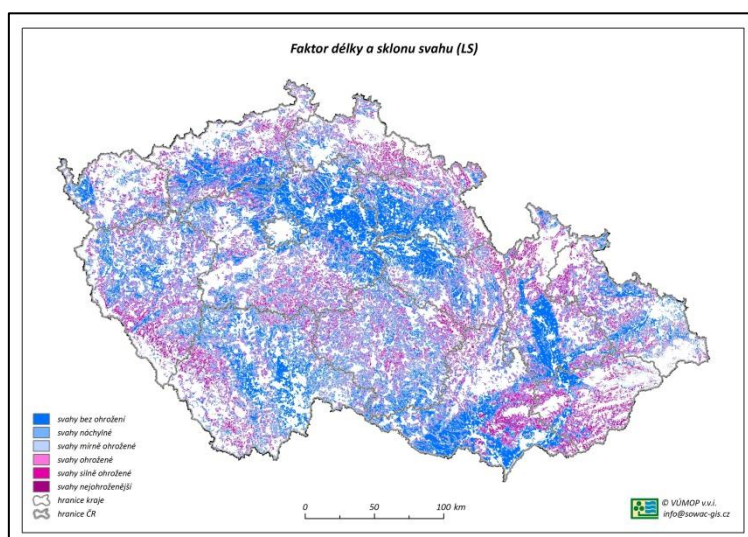 Faktor délky a sklonu svahu (LS)
svahy bez ohrožení
svahy náchylné
svahy mírně ohrožené
svahy ohrožené
svahy silně ohrožené
svahy nejohroženější
hranice kraje
hranice ČR
0 50 100 km
© VÚMOP v.v.i.
info@sowac-gis.cz